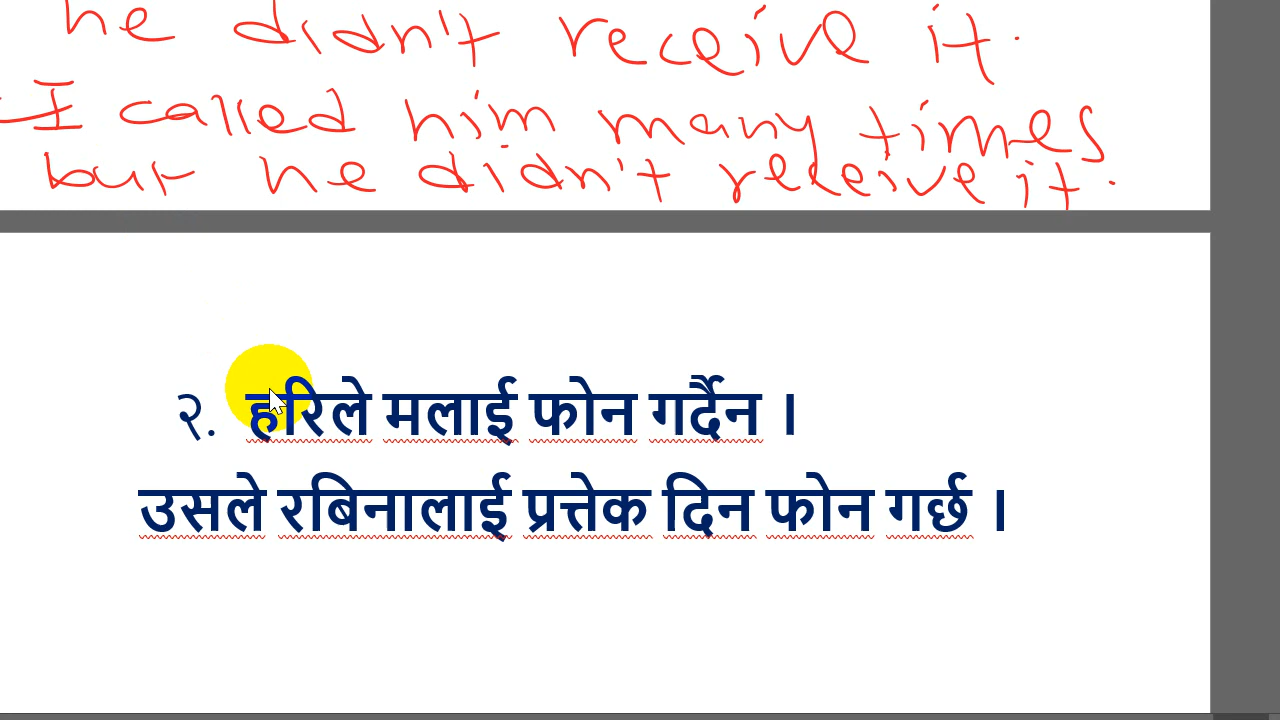 he didn't receive it.
I called him many times
but he didn't receive it.
२. हरिले मलाई फोन गर्दैन ।
उसले रबिनालाई प्रत्तेक दिन फोन गर्छ ।